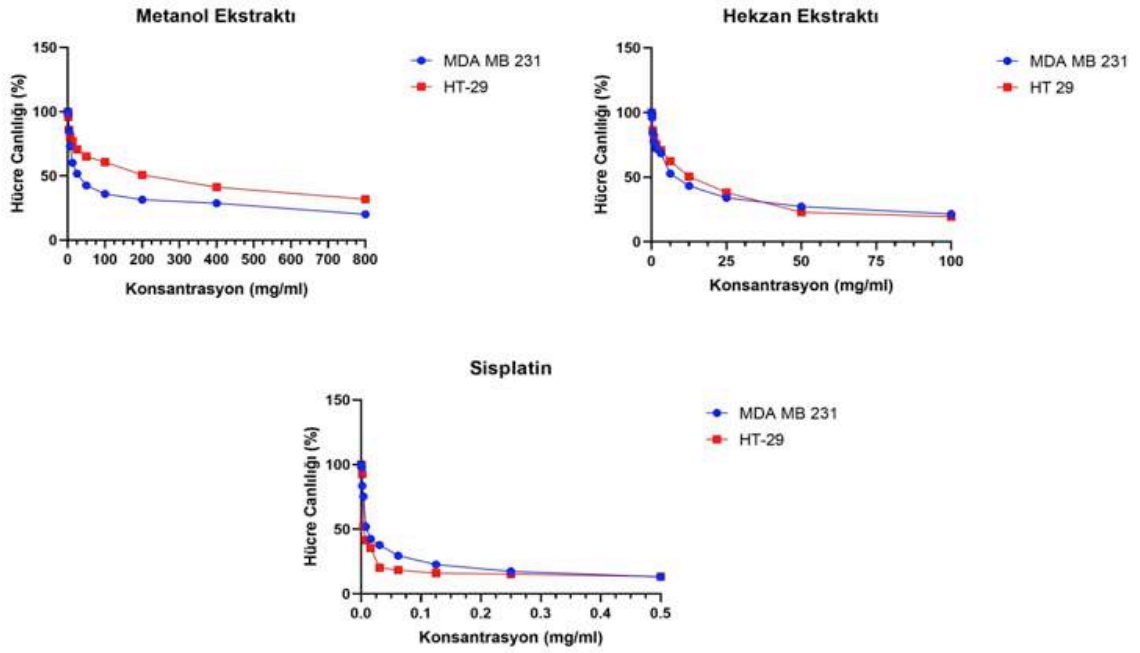 Metanol Ekstraktı
Hücre Canlılığı (%)
150
100
50
0
0 100 200 300 400 500 600 700 800
Konsantrasyon (mg/ml)
MDA MB 231
HT-29
Hekzan Ekstraktı
Hücre Canlılığı (%)
150
100
50
0
0 25 50 75 100
Konsantrasyon (mg/ml)
MDA MB 231
HT 29
Sisplatin
Hücre Canlılığı (%)
150
100
50
0
0.0 0.1 0.2 0.3 0.4 0.5
Konsantrasyon (mg/ml)
MDA MB 231
HT-29